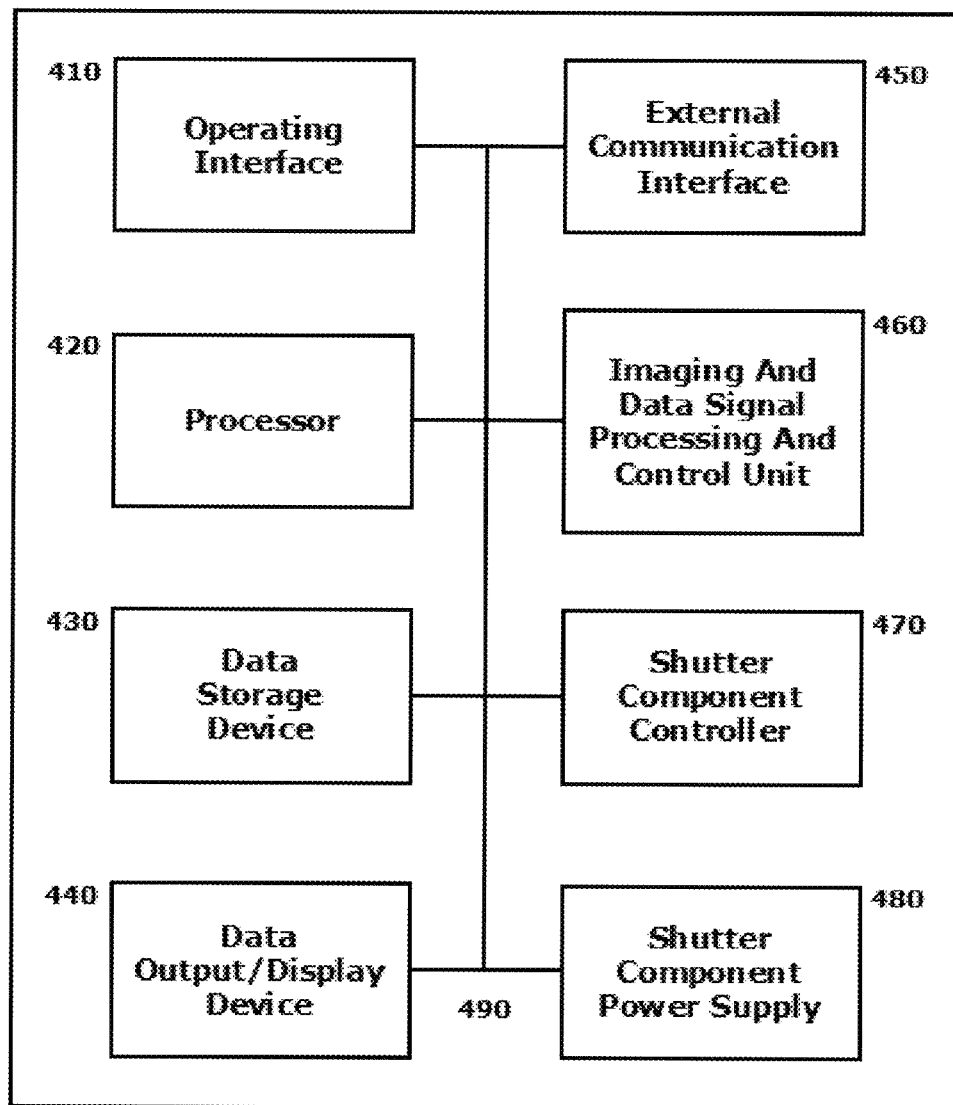 410
Operating
Interface
450
External
Communication
Interface
420
Processor
460
Imaging And
Data Signal
Processing And
Control Unit
430
Data
Storage
Device
470
Shutter
Component
Controller
440
Data
Output/Display
Device
490
480
Shutter
Component
Power Supply